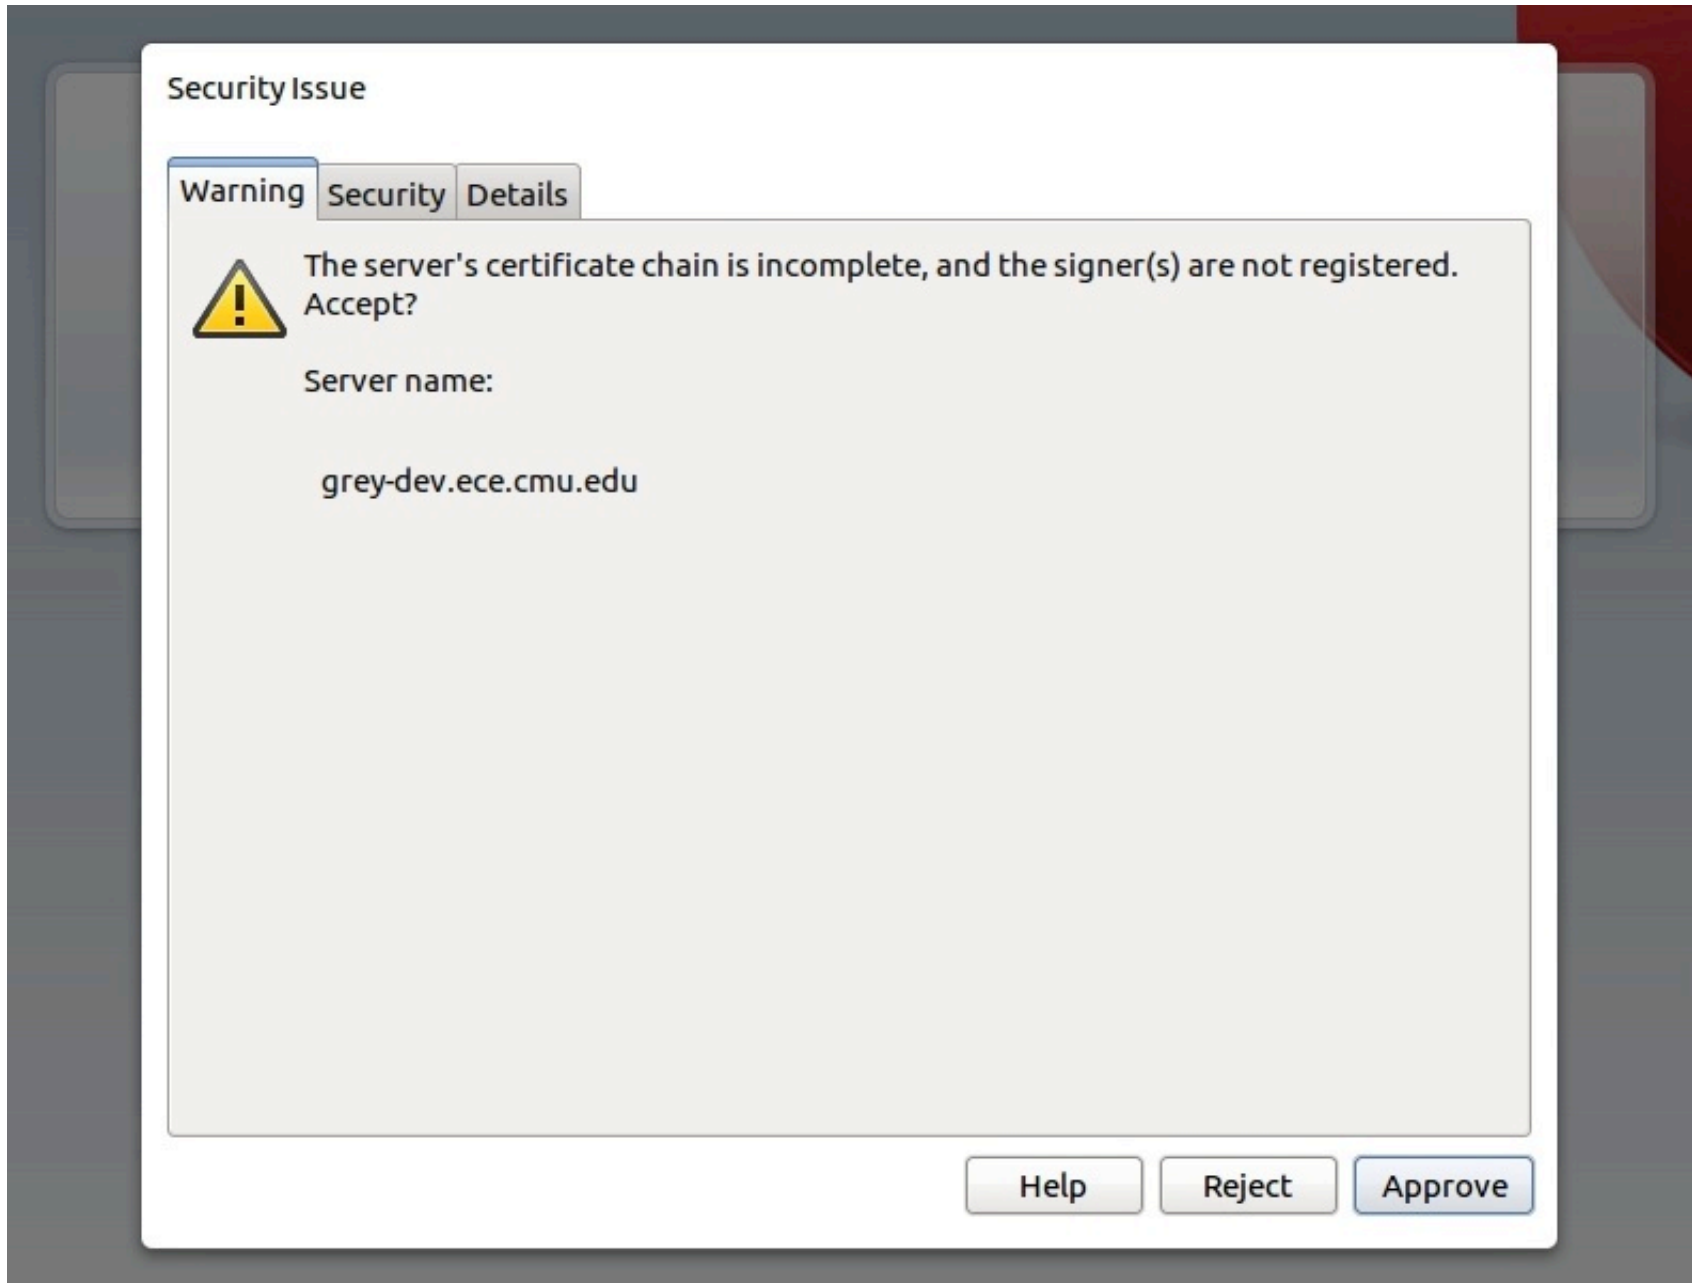 Security Issue
Warning
Security
Details
The server's certificate chain is incomplete, and the signer(s) are not registered.
Accept?
Server name:
grey-dev.ece.cmu.edu
Help
Reject
Approve